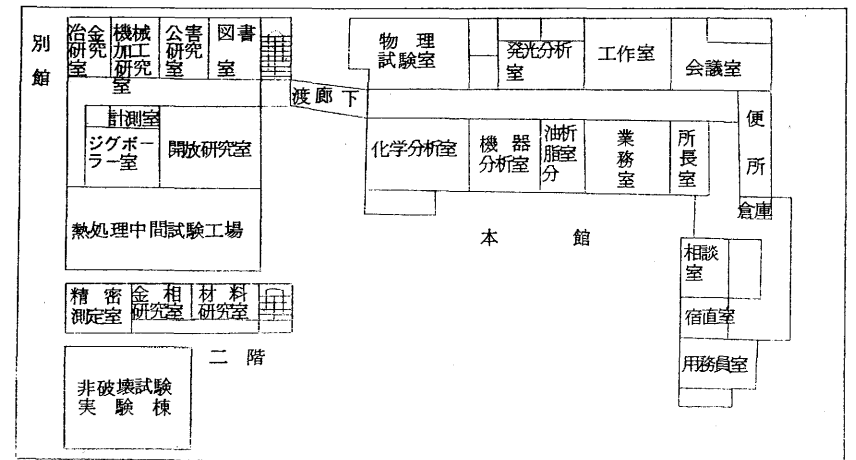 別館
冶金研究室
機械加工研究室
公害研究室
図書室
渡廊下
計測室
ジグボーラー室
開放研究室
熱処理中間試験工場
精密測定室
金相研究室
材料研究室
二階
非破壊試験
実験棟
物理試験室
発光分析室
工作室
会議室
化学分析室
機器分析室
油脂分析室
業務室
所長室
便所
本館
倉庫
相談室
宿直室
用務員室